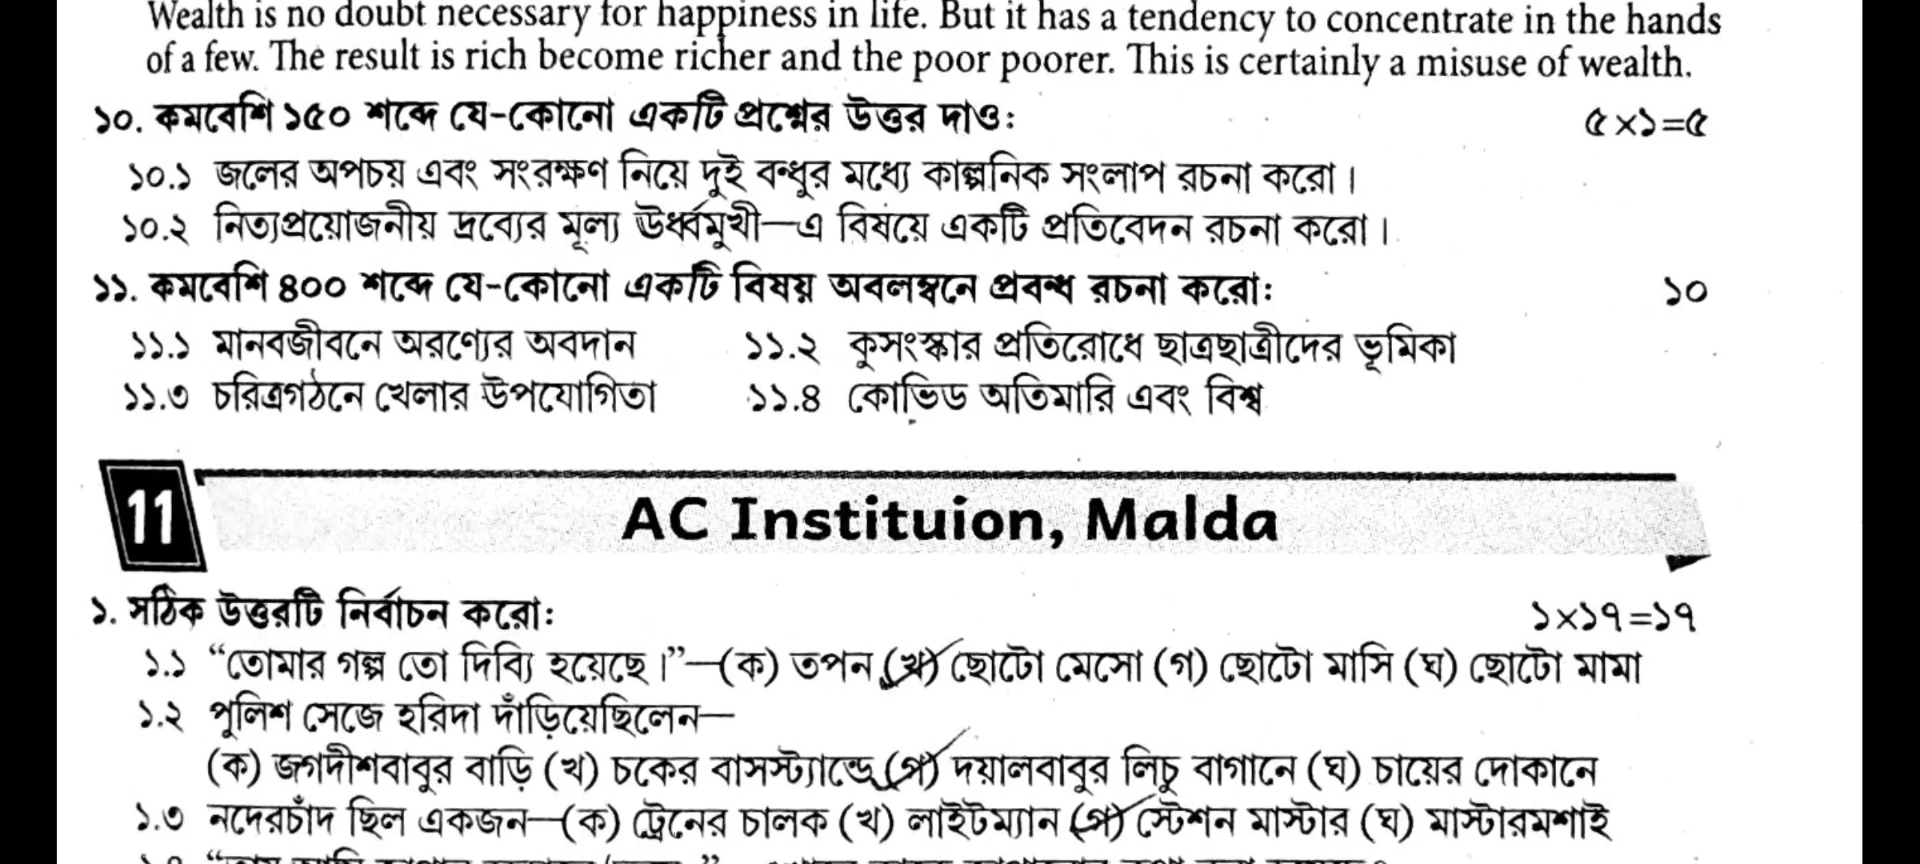 Wealth is no doubt necessary for happiness in life. But it has a tendency to concentrate in the hands
of a few. The result is rich become richer and the poor poorer. This is certainly a misuse of wealth.
১০. কমবেশি ১৫০ শব্দে যে-কোনো একটি প্রশ্নের উত্তর দাও: ৫×১=৫
১০.১ জলের অপচয় এবং সংরক্ষণ নিয়ে দুই বন্ধুর মধ্যে কাল্পনিক সংলাপ রচনা করো।
১০.২ নিত্যপ্রয়োজনীয় দ্রব্যের মূল্য ঊর্ধ্বমুখী—এ বিষয়ে একটি প্রতিবেদন রচনা করো।
১১. কমবেশি ৪০০ শব্দে যে-কোনো একটি বিষয় অবলম্বনে প্রবন্ধ রচনা করো: ১০
১১.১ মানবজীবনে অরণ্যের অবদান ১১.২ কুসংস্কার প্রতিরোধে ছাত্রছাত্রীদের ভূমিকা
১১.৩ চরিত্রগঠনে খেলার উপযোগিতা ১১.৪ কোভিড অতিমারি এবং বিশ্ব
11 AC Instituion, Malda
১. সঠিক উত্তরটি নির্বাচন করো: ১×১৭=১৭
১.১ “তোমার গল্প তো দিব্যি হয়েছে।”—(ক) তপন (খ) ছোটো মেসো (গ) ছোটো মাসি (ঘ) ছোটো মামা
১.২ পুলিশ সেজে হরিদা দাঁড়িয়েছিলেন—
(ক) জগদীশবাবুর বাড়ি (খ) চকের বাসস্ট্যান্ডে (গ) দয়ালবাবুর লিচু বাগানে (ঘ) চায়ের দোকানে
১.৩ নদেরচাঁদ ছিল একজন—(ক) ট্রেনের চালক (খ) লাইটম্যান (গ) স্টেশন মাস্টার (ঘ) মাস্টারমশাই